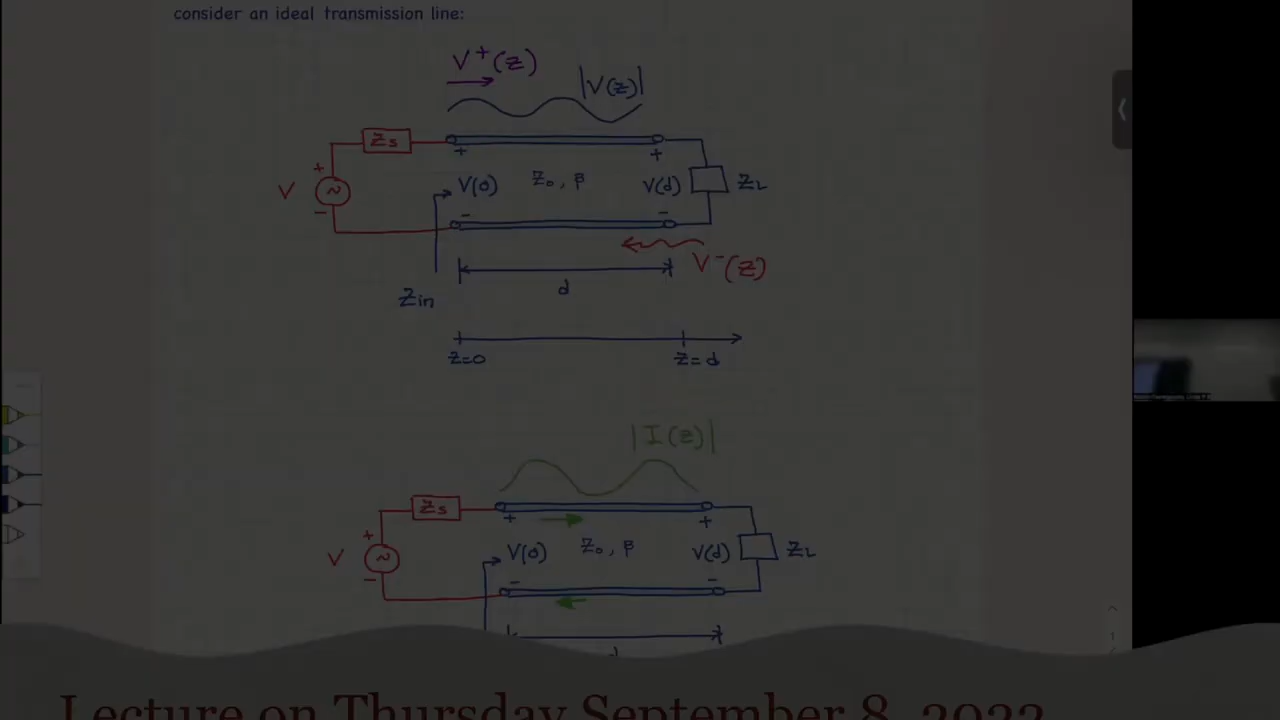 consider an ideal transmission line:
V⁺(z)
|V(z)|
Zs
+ +
V + − V(0) Z₀, β V(d) ZL
− −
V⁻(z)
d
Zin
z=0 z=d
|I(z)|
Zs
+ +
V + − V(0) Z₀, β V(d) ZL
− −
Lecture on Thursday September 8, 2022